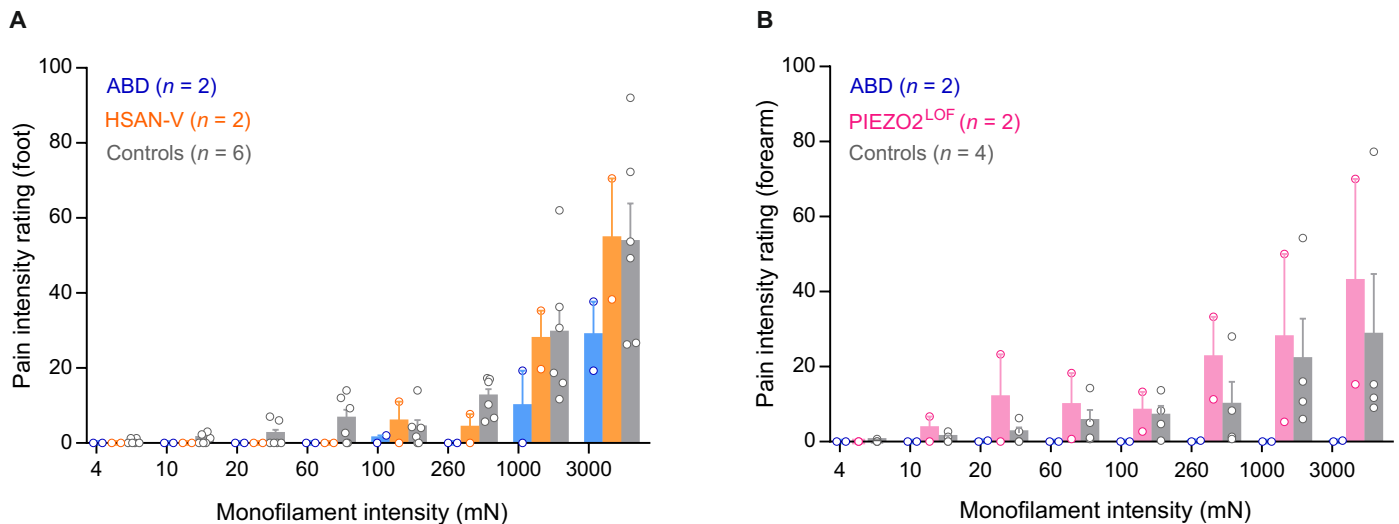 A
Pain intensity rating (foot)
100
80
60
40
20
0
ABD (n = 2)
HSAN-V (n = 2)
Controls (n = 6)
4 10 20 60 100 260 1000 3000
Monofilament intensity (mN)
B
Pain intensity rating (forearm)
100
80
60
40
20
0
ABD (n = 2)
PIEZO2LOF (n = 2)
Controls (n = 4)
4 10 20 60 100 260 1000 3000
Monofilament intensity (mN)